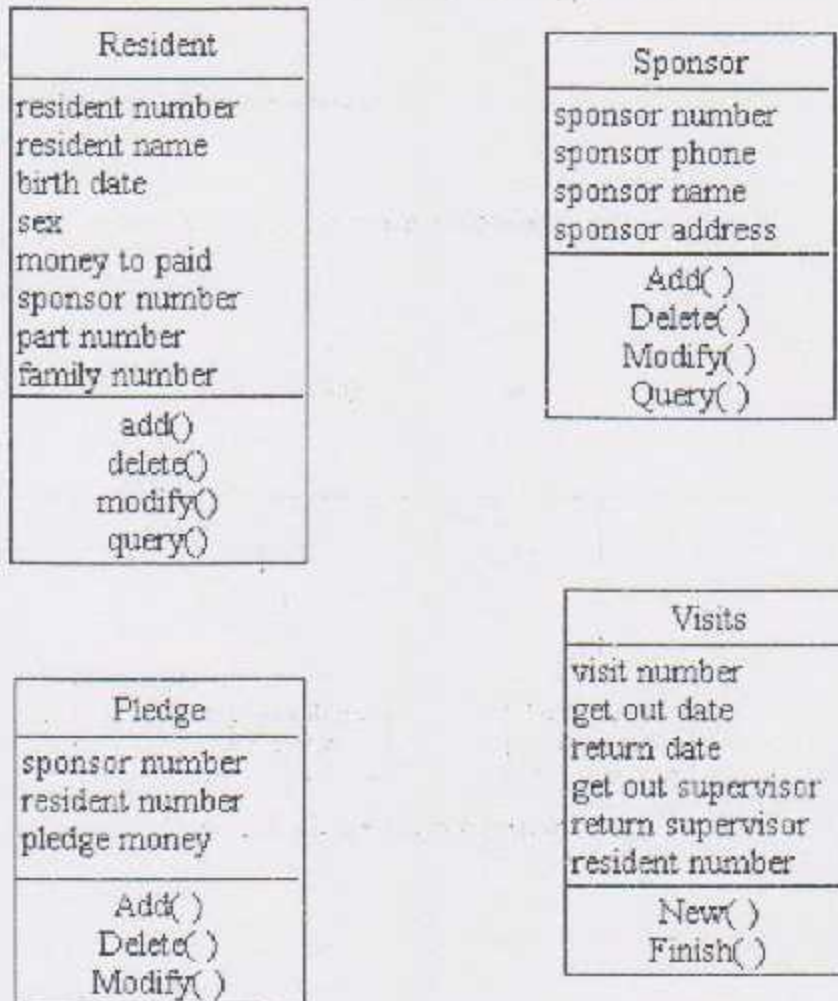 Resident
resident number
resident name
birth date
sex
money to paid
sponsor number
part number
family number
add()
delete()
modify()
query()
Sponsor
sponsor number
sponsor phone
sponsor name
sponsor address
Add( )
Delete( )
Modify( )
Query( )
Pledge
sponsor number
resident number
pledge money
Add( )
Delete( )
Modify( )
Visits
visit number
get out date
return date
get out supervisor
return supervisor
resident number
New( )
Finish( )